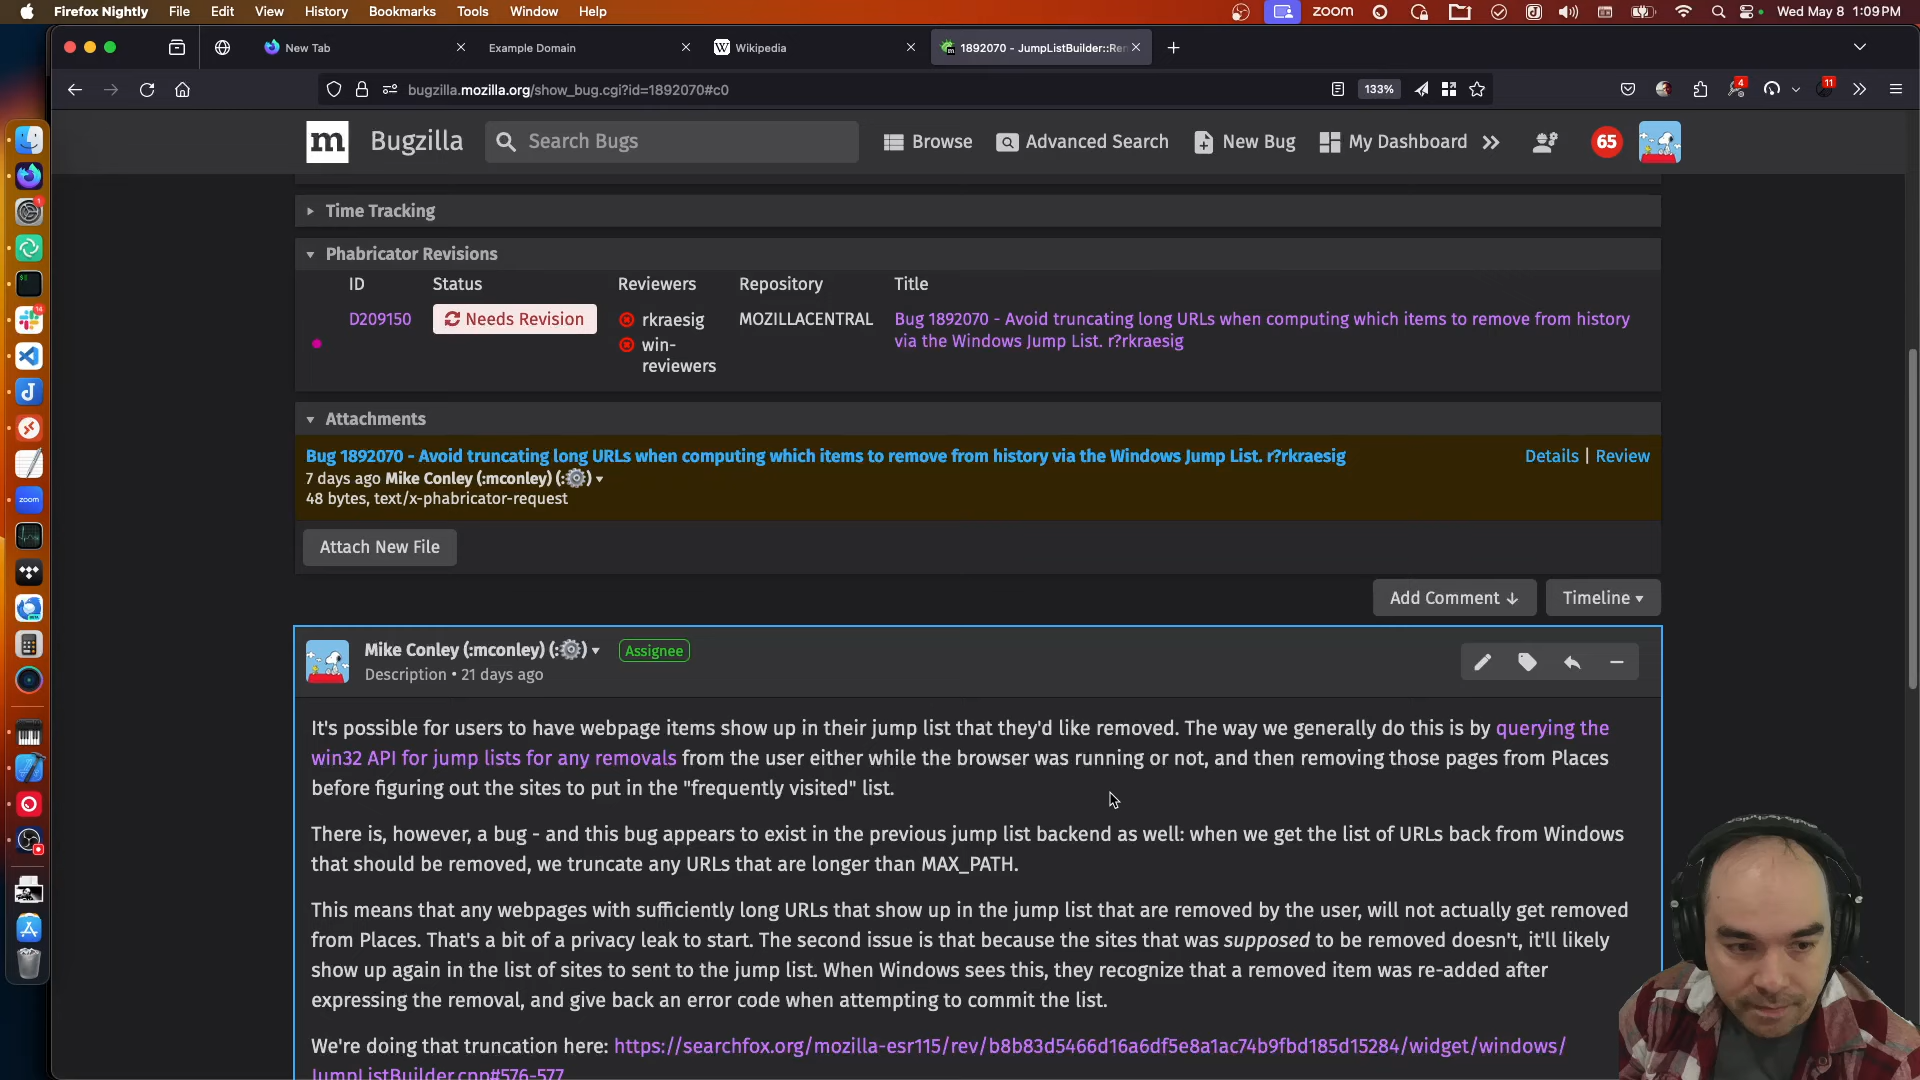 Firefox Nightly File Edit View History Bookmarks Tools Window Help zoom Wed May 8 1:09 PM
New Tab Example Domain Wikipedia 1892070 - JumpListBuilder::Rem
bugzilla.mozilla.org/show_bug.cgi?id=1892070#c0 133% 4 11
m Bugzilla Search Bugs Browse Advanced Search New Bug My Dashboard 65
Time Tracking
Phabricator Revisions
ID Status Reviewers Repository Title
D209150 Needs Revision rkraesig MOZILLACENTRAL Bug 1892070 - Avoid truncating long URLs when computing which items to remove from history
win- via the Windows Jump List. r?rkraesig
reviewers
Attachments
Bug 1892070 - Avoid truncating long URLs when computing which items to remove from history via the Windows Jump List. r?rkraesig Details | Review
7 days ago Mike Conley (:mconley) (:⚙️)
48 bytes, text/x-phabricator-request
Attach New File
Add Comment ↓ Timeline
Mike Conley (:mconley) (:⚙️) Assignee
Description • 21 days ago
It's possible for users to have webpage items show up in their jump list that they'd like removed. The way we generally do this is by querying the
win32 API for jump lists for any removals from the user either while the browser was running or not, and then removing those pages from Places
before figuring out the sites to put in the "frequently visited" list.
There is, however, a bug - and this bug appears to exist in the previous jump list backend as well: when we get the list of URLs back from Windows
that should be removed, we truncate any URLs that are longer than MAX_PATH.
This means that any webpages with sufficiently long URLs that show up in the jump list that are removed by the user, will not actually get removed
from Places. That's a bit of a privacy leak to start. The second issue is that because the sites that was supposed to be removed doesn't, it'll likely
show up again in the list of sites to sent to the jump list. When Windows sees this, they recognize that a removed item was re-added after
expressing the removal, and give back an error code when attempting to commit the list.
We're doing that truncation here: https://searchfox.org/mozilla-esr115/rev/b8b83d5466d16a6df5e8a1ac74b9fbd185d15284/widget/windows/
JumpListBuilder.cpp#576-577